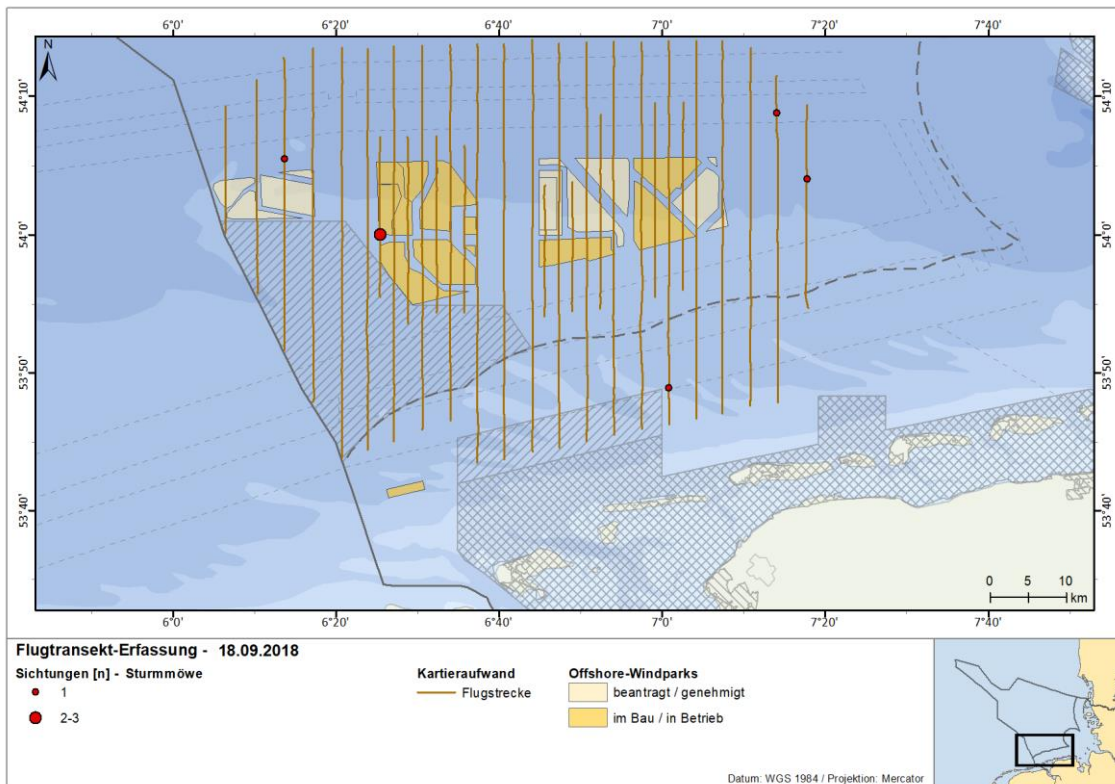 6°0' 6°20' 6°40' 7°0' 7°20' 7°40'
N
54°10' 54°10'
54°0' 54°0'
53°50' 53°50'
53°40' 53°40'
0 5 10
km
6°0' 6°20' 6°40' 7°0' 7°20' 7°40'
Flugtransekt-Erfassung - 18.09.2018
Sichtungen [n] - Sturmmöwe Kartieraufwand Offshore-Windparks
1 Flugstrecke beantragt / genehmigt
2-3 im Bau / in Betrieb
Datum: WGS 1984 / Projektion: Mercator